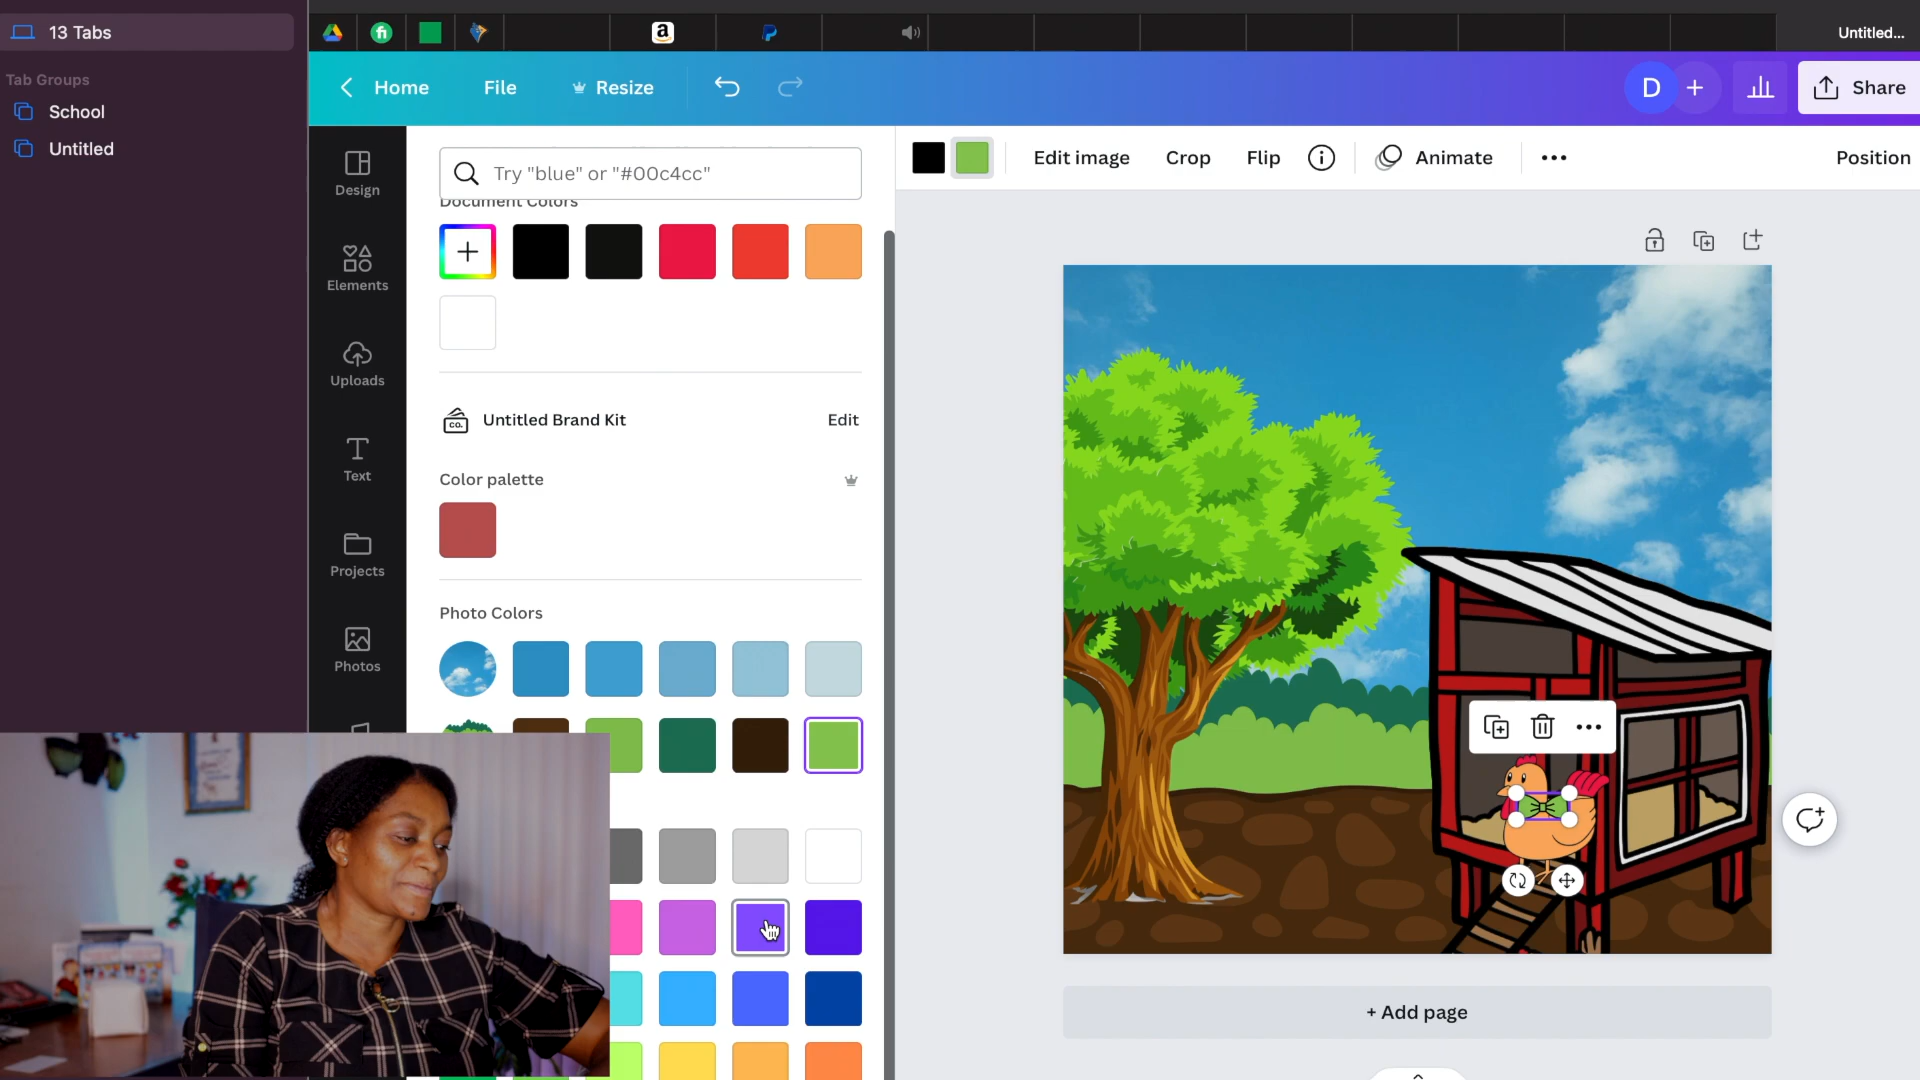 13 Tabs
Tab Groups
School
Untitled
a
Untitled...
Home
File
Resize
D
+
Share
Design
Elements
Uploads
Text
Projects
Photos
Try "blue" or "#00c4cc"
Document Colors
+
CO.
Untitled Brand Kit
Edit
Color palette
Photo Colors
Edit image
Crop
Flip
Animate
Position
+ Add page